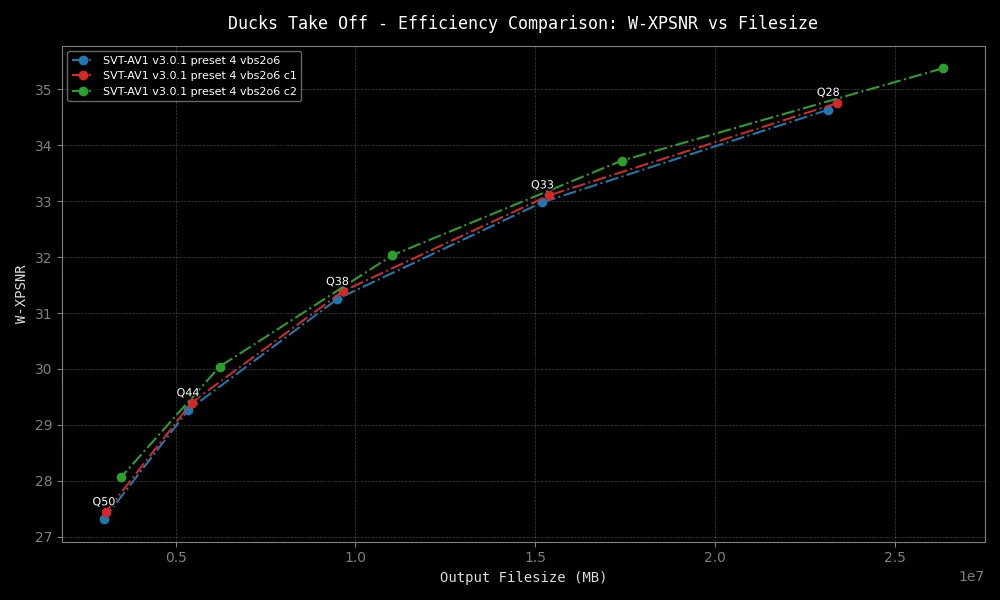 Ducks Take Off - Efficiency Comparison: W-XPSNR vs Filesize
SVT-AV1 v3.0.1 preset 4 vbs2o6
SVT-AV1 v3.0.1 preset 4 vbs2o6 c1
SVT-AV1 v3.0.1 preset 4 vbs2o6 c2
35
34
33
32
31
30
29
28
27
W-XPSNR
Q28
Q33
Q38
Q44
Q50
0.5
1.0
1.5
2.0
2.5
1e7
Output Filesize (MB)